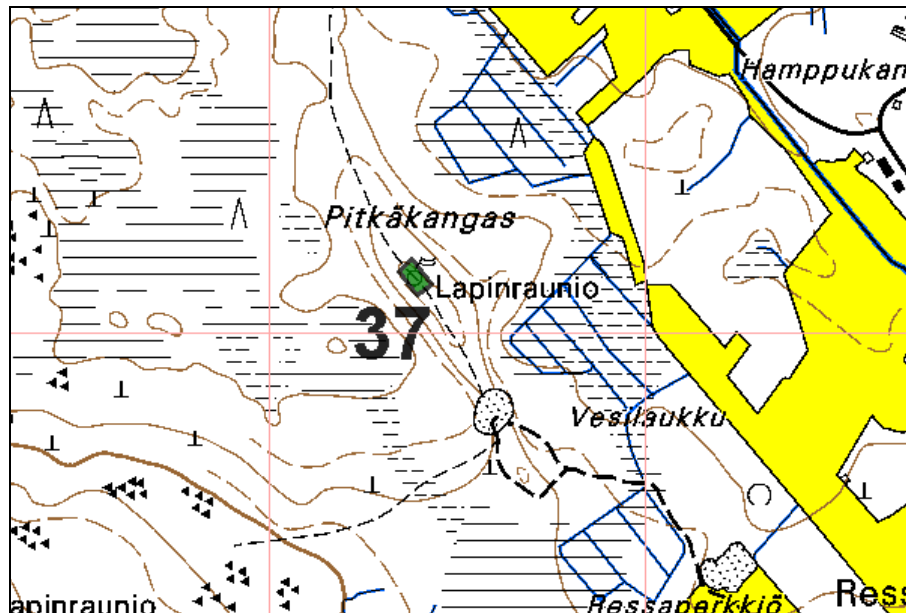 Hamppukan
Pitkäkangas
Lapinraunio
37
Vesilaukku
apinraunio
Ressaperkkiö
Ress